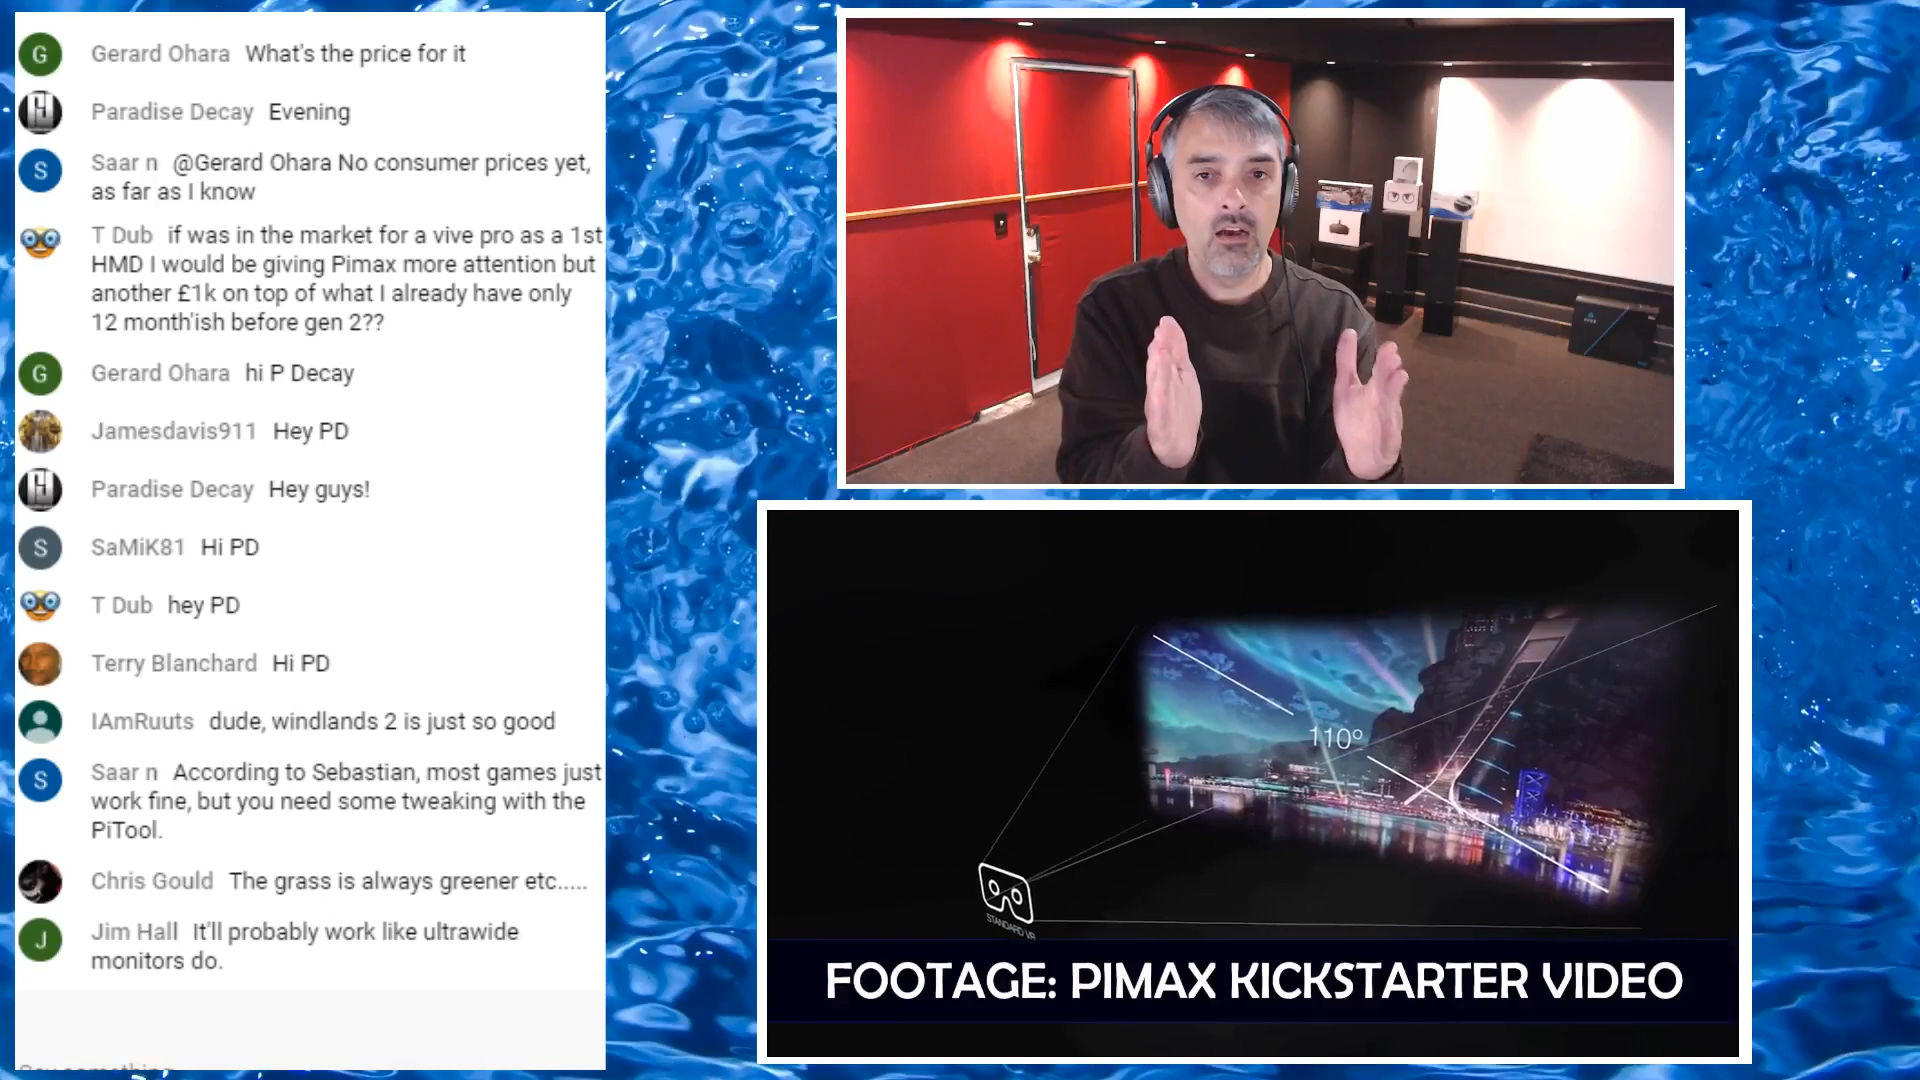 Gerard Ohara What's the price for it
Paradise Decay Evening
Saar n @Gerard Ohara No consumer prices yet,
as far as I know
T Dub if was in the market for a vive pro as a 1st
HMD I would be giving Pimax more attention but
another £1k on top of what I already have only
12 month'ish before gen 2??
Gerard Ohara hi P Decay
Jamesdavis911 Hey PD
Paradise Decay Hey guys!
SaMiK81 Hi PD
T Dub hey PD
Terry Blanchard Hi PD
IAmRuuts dude, windlands 2 is just so good
Saar n According to Sebastian, most games just
work fine, but you need some tweaking with the
PiTool.
Chris Gould The grass is always greener etc.....
Jim Hall It'll probably work like ultrawide
monitors do.
110°
STANDARD VR
FOOTAGE: PIMAX KICKSTARTER VIDEO